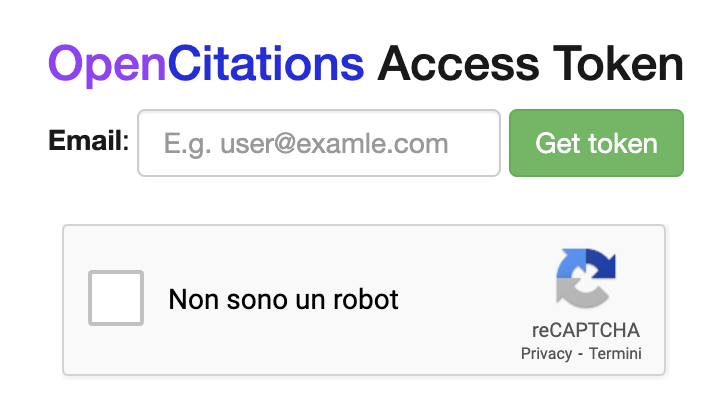 OpenCitations Access Token
Email: E.g. user@examle.com Get token
Non sono un robot
reCAPTCHA
Privacy - Termini